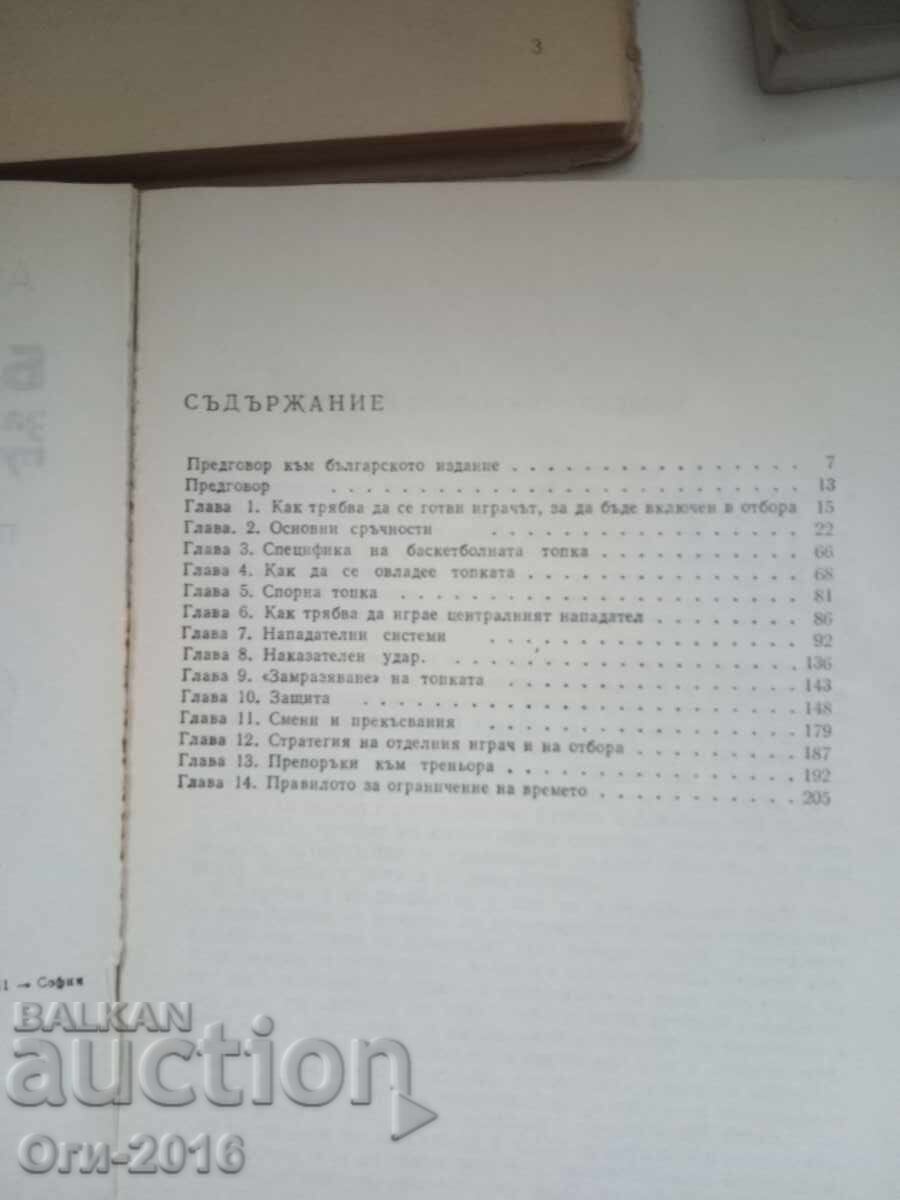 3
СЪДЪРЖАНИЕ
Предговор към българското издание . . . . . . . . . . . . . . . 7
Предговор . . . . . . . . . . . . . . . . . . . . . . . 13
Глава 1. Как трябва да се готви играчът, за да бъде включен в отбора 15
Глава. 2. Основни сръчности . . . . . . . . . . . . . . . . 22
Глава 3. Специфика на баскетболната топка . . . . . . . . . . . 66
Глава 4. Как да се овладее топката . . . . . . . . . . . . . . 68
Глава 5. Спорна топка . . . . . . . . . . . . . . . . . . . . 81
Глава 6. Как трябва да играе централният нападател . . . . . . . . 86
Глава 7. Нападателни системи . . . . . . . . . . . . . . . . 92
Глава 8. Наказателен удар. . . . . . . . . . . . . . . . . . 136
Глава 9. «Замразяване» на топката . . . . . . . . . . . . . . . 143
Глава 10. Защита . . . . . . . . . . . . . . . . . . . . . . 148
Глава 11. Смени и прекъсвания . . . . . . . . . . . . . . . . 179
Глава 12. Стратегия на отделния играч и на отбора . . . . . . . . . 187
Глава 13. Препоръки към треньора . . . . . . . . . . . . . . . 192
Глава 14. Правилото за ограничение на времето . . . . . . . . . . 205
1 — София
BALKAN
auction
Оги-2016